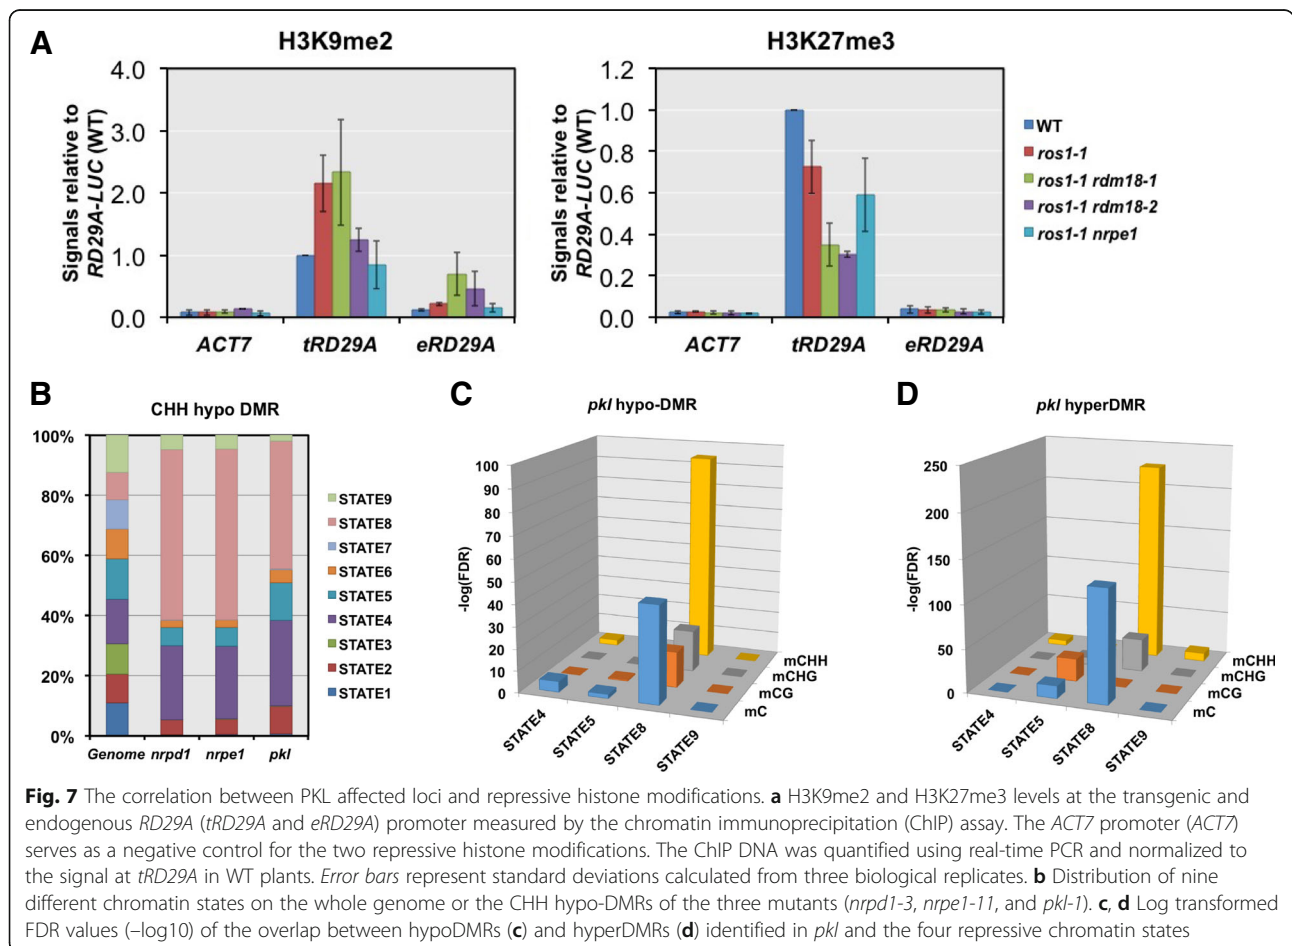 A
H3K9me2
Signals relative to
RD29A-LUC (WT)
4.0
3.0
2.0
1.0
0.0
ACT7
tRD29A
eRD29A
H3K27me3
Signals relative to
RD29A-LUC (WT)
1.2
1.0
0.8
0.6
0.4
0.2
0.0
ACT7
tRD29A
eRD29A
WT
ros1-1
ros1-1 rdm18-1
ros1-1 rdm18-2
ros1-1 nrpe1
B
CHH hypo DMR
100%
80%
60%
40%
20%
0%
Genome nrpd1 nrpe1 pkl
STATE9
STATE8
STATE7
STATE6
STATE5
STATE4
STATE3
STATE2
STATE1
C
pkl hypo-DMR
-log(FDR)
100
90
80
70
60
50
40
30
20
10
0
STATE4
STATE5
STATE8
STATE9
mCHH
mCHG
mCG
mC
D
pkl hyperDMR
-log(FDR)
250
200
150
100
50
0
STATE4
STATE5
STATE8
STATE9
mCHH
mCHG
mCG
mC
Fig. 7 The correlation between PKL affected loci and repressive histone modifications. a H3K9me2 and H3K27me3 levels at the transgenic and
endogenous RD29A (tRD29A and eRD29A) promoter measured by the chromatin immunoprecipitation (ChIP) assay. The ACT7 promoter (ACT7)
serves as a negative control for the two repressive histone modifications. The ChIP DNA was quantified using real-time PCR and normalized to
the signal at tRD29A in WT plants. Error bars represent standard deviations calculated from three biological replicates. b Distribution of nine
different chromatin states on the whole genome or the CHH hypo-DMRs of the three mutants (nrpd1-3, nrpe1-11, and pkl-1). c, d Log transformed
FDR values (–log10) of the overlap between hypoDMRs (c) and hyperDMRs (d) identified in pkl and the four repressive chromatin states